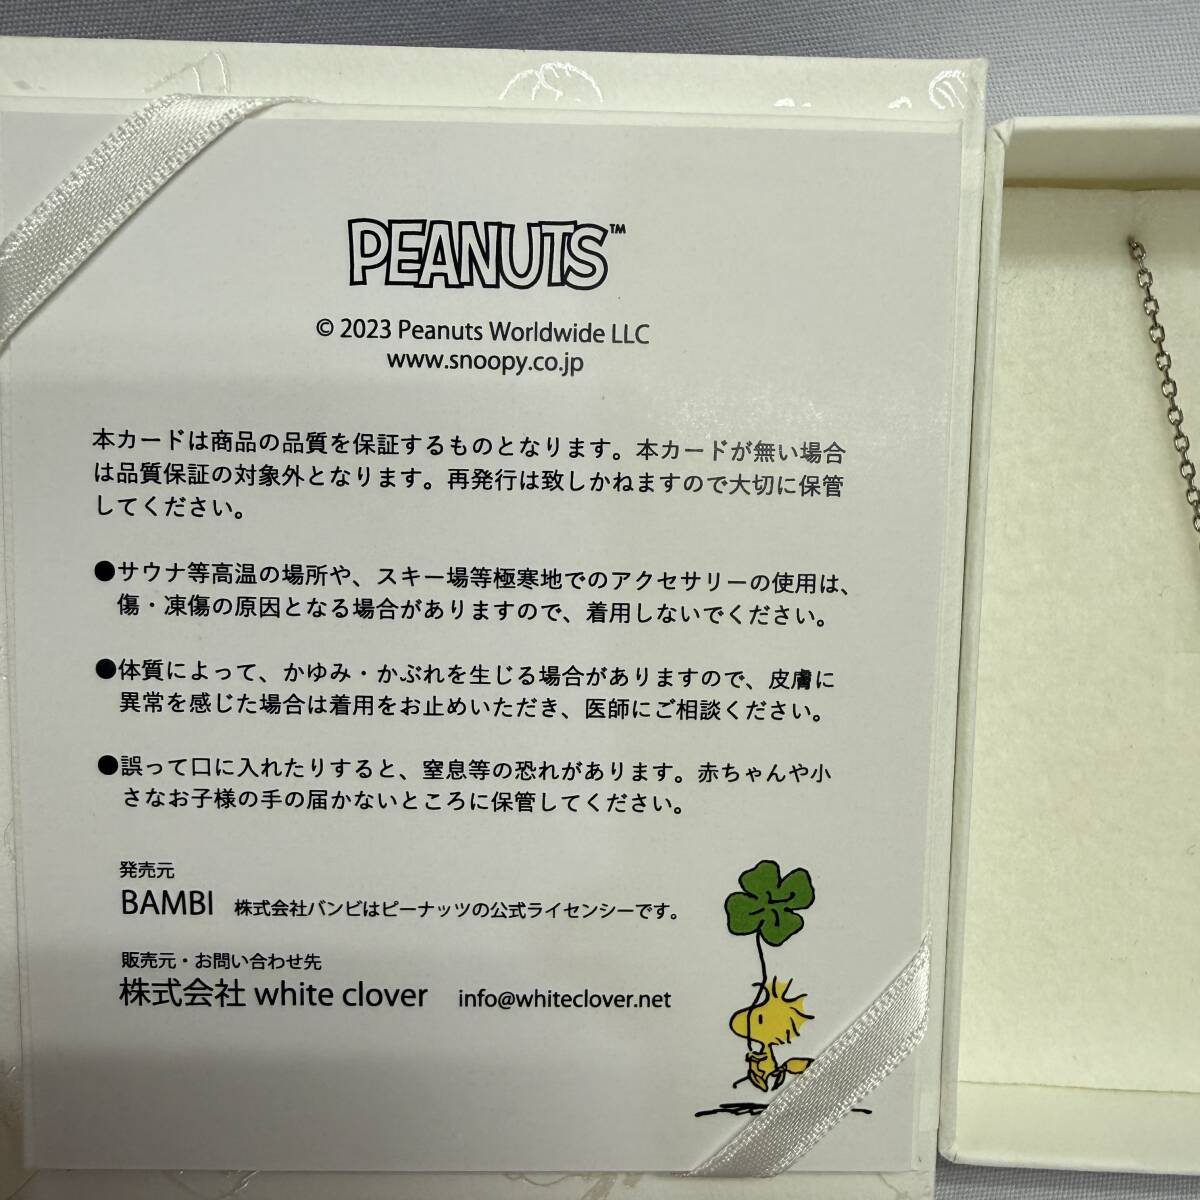 PEANUTS™
© 2023 Peanuts Worldwide LLC
www.snoopy.co.jp
本カードは商品の品質を保証するものとなります。本カードが無い場合
は品質保証の対象外となります。再発行は致しかねますので大切に保管
してください。
●サウナ等高温の場所や、スキー場等極寒地でのアクセサリーの使用は、
傷・凍傷の原因となる場合がありますので、着用しないでください。
●体質によって、かゆみ・かぶれを生じる場合がありますので、皮膚に
異常を感じた場合は着用をお止めいただき、医師にご相談ください。
●誤って口に入れたりすると、窒息等の恐れがあります。赤ちゃんや小
さなお子様の手の届かないところに保管してください。
発売元
BAMBI 株式会社バンビはピーナッツの公式ライセンシーです。
販売元・お問い合わせ先
株式会社 white clover info@whiteclover.net